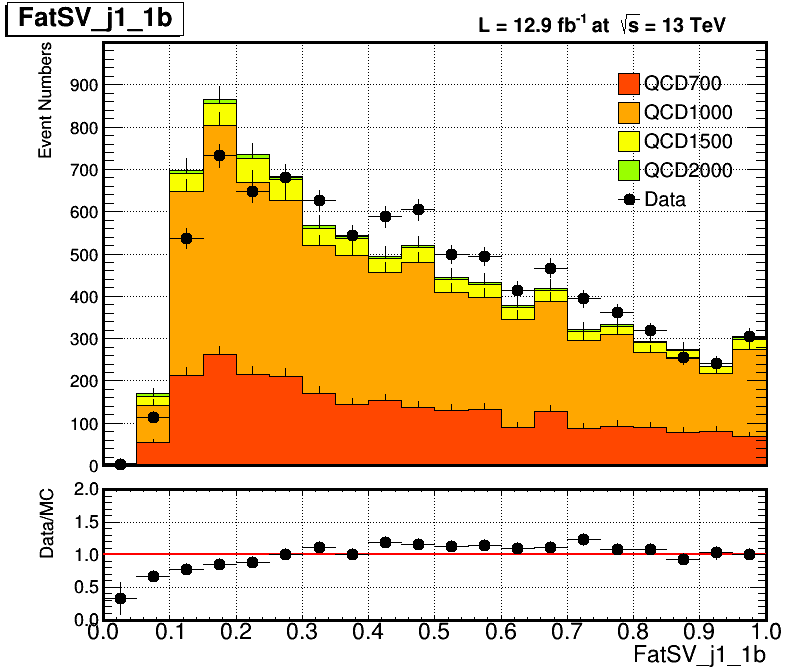 FatSV_j1_1b
L = 12.9 fb-1 at √s = 13 TeV
Event Numbers
900
800
700
600
500
400
300
200
100
0
QCD700
QCD1000
QCD1500
QCD2000
Data
Data/MC
2.0
1.5
1.0
0.5
0.0
0.0 0.1 0.2 0.3 0.4 0.5 0.6 0.7 0.8 0.9 1.0
FatSV_j1_1b